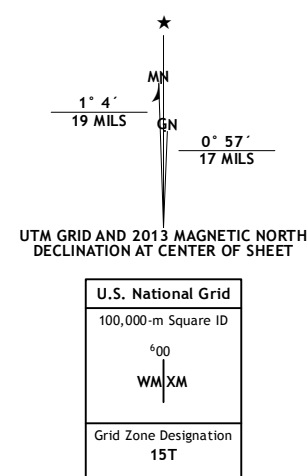 ★
MN
1° 4´
19 MILS
GN
0° 57´
17 MILS
UTM GRID AND 2013 MAGNETIC NORTH
DECLINATION AT CENTER OF SHEET
U.S. National Grid
100,000-m Square ID
⁶00
WM XM
Grid Zone Designation
15T